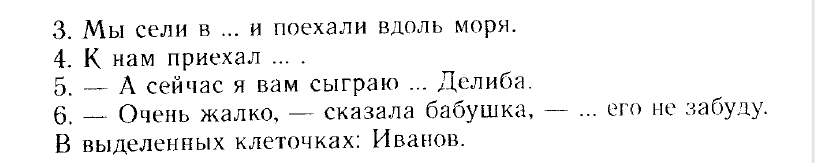 3. Мы сели в ... и поехали вдоль моря.
4. К нам приехал ... .
5. — А сейчас я вам сыграю ... Делиба.
6. — Очень жалко, — сказала бабушка, — ... его не забуду.
В выделенных клеточках: Иванов.